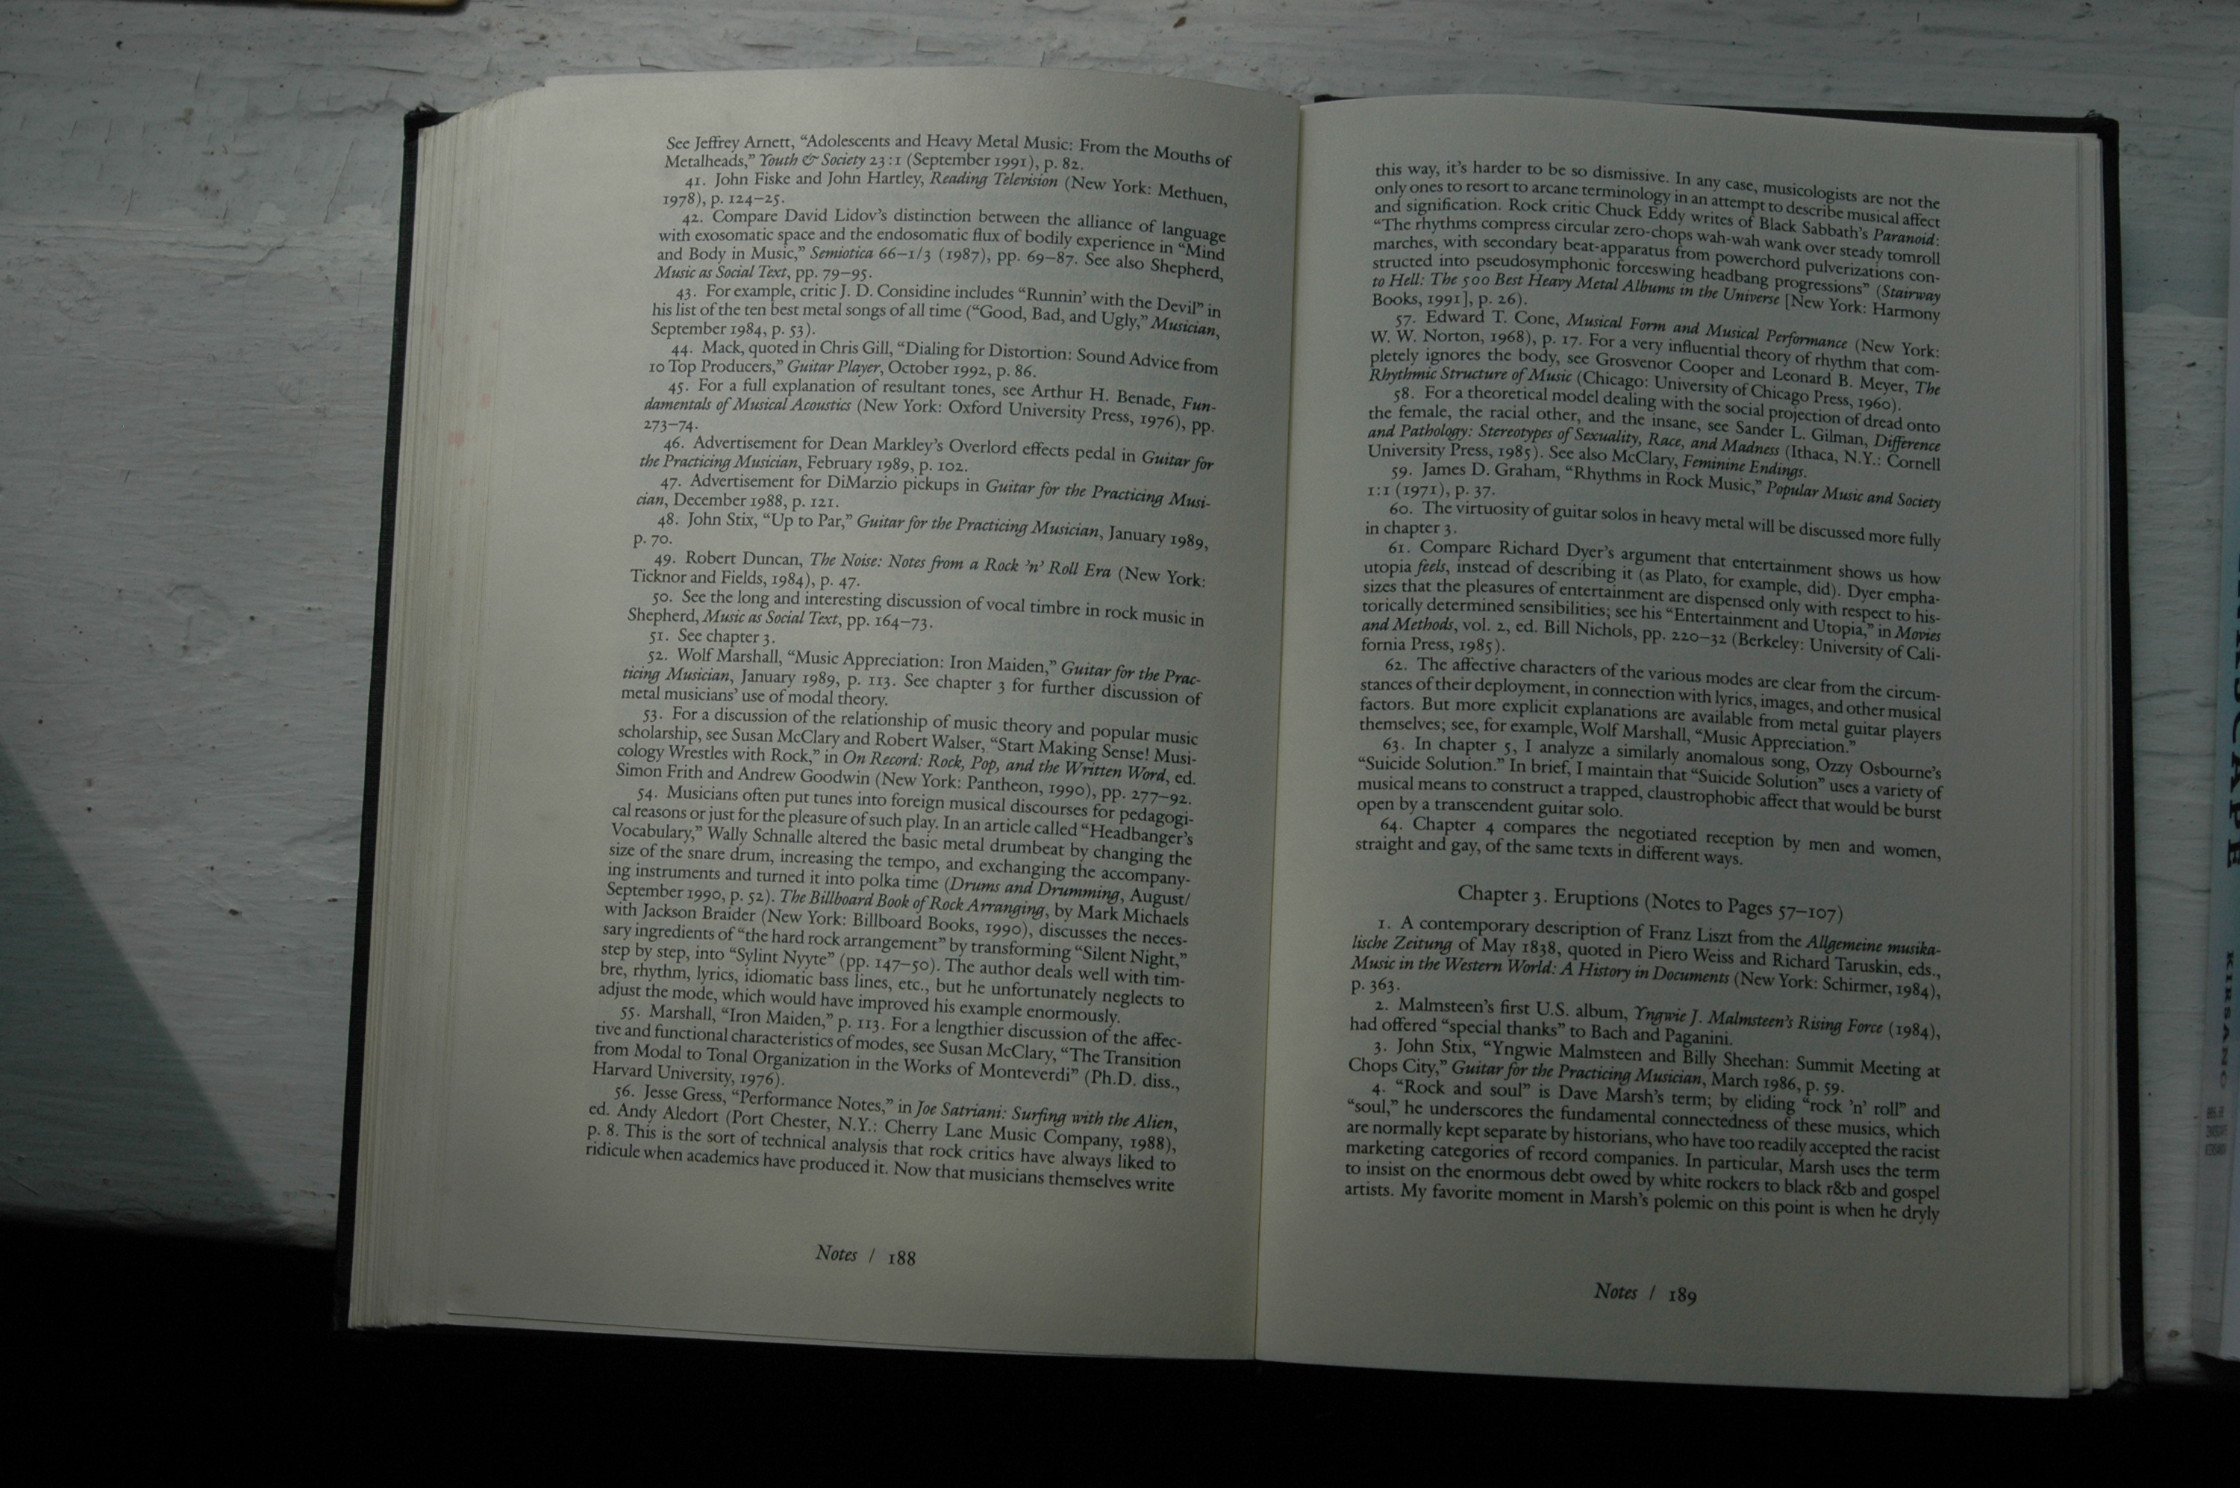 See Jeffrey Arnett, “Adolescents and Heavy Metal Music: From the Mouths of
Metalheads,” Youth & Society 23:1 (September 1991), p. 82.
41. John Fiske and John Hartley, Reading Television (New York: Methuen,
1978), p. 124–25.
42. Compare David Lidov’s distinction between the alliance of language
with exosomatic space and the endosomatic flux of bodily experience in “Mind
and Body in Music,” Semiotica 66–1/3 (1987), pp. 69–87. See also Shepherd,
Music as Social Text, pp. 79–95.
43. For example, critic J. D. Considine includes “Runnin’ with the Devil” in
his list of the ten best metal songs of all time (“Good, Bad, and Ugly,” Musician,
September 1984, p. 53).
44. Mack, quoted in Chris Gill, “Dialing for Distortion: Sound Advice from
10 Top Producers,” Guitar Player, October 1992, p. 86.
45. For a full explanation of resultant tones, see Arthur H. Benade, Fun-
damentals of Musical Acoustics (New York: Oxford University Press, 1976), pp.
273–74.
46. Advertisement for Dean Markley’s Overlord effects pedal in Guitar for
the Practicing Musician, February 1989, p. 102.
47. Advertisement for DiMarzio pickups in Guitar for the Practicing Musi-
cian, December 1988, p. 121.
48. John Stix, “Up to Par,” Guitar for the Practicing Musician, January 1989,
p. 70.
49. Robert Duncan, The Noise: Notes from a Rock ’n’ Roll Era (New York:
Ticknor and Fields, 1984), p. 47.
50. See the long and interesting discussion of vocal timbre in rock music in
Shepherd, Music as Social Text, pp. 164–73.
51. See chapter 3.
52. Wolf Marshall, “Music Appreciation: Iron Maiden,” Guitar for the Prac-
ticing Musician, January 1989, p. 113. See chapter 3 for further discussion of
metal musicians’ use of modal theory.
53. For a discussion of the relationship of music theory and popular music
scholarship, see Susan McClary and Robert Walser, “Start Making Sense! Musi-
cology Wrestles with Rock,” in On Record: Rock, Pop, and the Written Word, ed.
Simon Frith and Andrew Goodwin (New York: Pantheon, 1990), pp. 277–92.
54. Musicians often put tunes into foreign musical discourses for pedagogi-
cal reasons or just for the pleasure of such play. In an article called “Headbanger’s
Vocabulary,” Wally Schnalle altered the basic metal drumbeat by changing the
size of the snare drum, increasing the tempo, and exchanging the accompany-
ing instruments and turned it into polka time (Drums and Drumming, August/
September 1990, p. 52). The Billboard Book of Rock Arranging, by Mark Michaels
with Jackson Braider (New York: Billboard Books, 1990), discusses the neces-
sary ingredients of “the hard rock arrangement” by transforming “Silent Night,”
step by step, into “Sylint Nyyte” (pp. 147–50). The author deals well with tim-
bre, rhythm, lyrics, idiomatic bass lines, etc., but he unfortunately neglects to
adjust the mode, which would have improved his example enormously.
55. Marshall, “Iron Maiden,” p. 113. For a lengthier discussion of the affec-
tive and functional characteristics of modes, see Susan McClary, “The Transition
from Modal to Tonal Organization in the Works of Monteverdi” (Ph.D. diss.,
Harvard University, 1976).
56. Jesse Gress, “Performance Notes,” in Joe Satriani: Surfing with the Alien,
ed. Andy Aledort (Port Chester, N.Y.: Cherry Lane Music Company, 1988),
p. 8. This is the sort of technical analysis that rock critics have always liked to
ridicule when academics have produced it. Now that musicians themselves write
Notes / 188
this way, it’s harder to be so dismissive. In any case, musicologists are not the
only ones to resort to arcane terminology in an attempt to describe musical affect
and signification. Rock critic Chuck Eddy writes of Black Sabbath’s Paranoid:
“The rhythms compress circular zero-chops wah-wah wank over steady tomroll
marches, with secondary beat-apparatus from powerchord pulverizations con-
structed into pseudosymphonic forceswing headbang progressions” (Stairway
to Hell: The 500 Best Heavy Metal Albums in the Universe [New York: Harmony
Books, 1991], p. 26).
57. Edward T. Cone, Musical Form and Musical Performance (New York:
W. W. Norton, 1968), p. 17. For a very influential theory of rhythm that com-
pletely ignores the body, see Grosvenor Cooper and Leonard B. Meyer, The
Rhythmic Structure of Music (Chicago: University of Chicago Press, 1960).
58. For a theoretical model dealing with the social projection of dread onto
the female, the racial other, and the insane, see Sander L. Gilman, Difference
and Pathology: Stereotypes of Sexuality, Race, and Madness (Ithaca, N.Y.: Cornell
University Press, 1985). See also McClary, Feminine Endings.
59. James D. Graham, “Rhythms in Rock Music,” Popular Music and Society
1:1 (1971), p. 37.
60. The virtuosity of guitar solos in heavy metal will be discussed more fully
in chapter 3.
61. Compare Richard Dyer’s argument that entertainment shows us how
utopia feels, instead of describing it (as Plato, for example, did). Dyer empha-
sizes that the pleasures of entertainment are dispensed only with respect to his-
torically determined sensibilities; see his “Entertainment and Utopia,” in Movies
and Methods, vol. 2, ed. Bill Nichols, pp. 220–32 (Berkeley: University of Cali-
fornia Press, 1985).
62. The affective characters of the various modes are clear from the circum-
stances of their deployment, in connection with lyrics, images, and other musical
factors. But more explicit explanations are available from metal guitar players
themselves; see, for example, Wolf Marshall, “Music Appreciation.”
63. In chapter 5, I analyze a similarly anomalous song, Ozzy Osbourne’s
“Suicide Solution.” In brief, I maintain that “Suicide Solution” uses a variety of
musical means to construct a trapped, claustrophobic affect that would be burst
open by a transcendent guitar solo.
64. Chapter 4 compares the negotiated reception by men and women,
straight and gay, of the same texts in different ways.
Chapter 3. Eruptions (Notes to Pages 57–107)
1. A contemporary description of Franz Liszt from the Allgemeine musika-
lische Zeitung of May 1838, quoted in Piero Weiss and Richard Taruskin, eds.,
Music in the Western World: A History in Documents (New York: Schirmer, 1984),
p. 363.
2. Malmsteen’s first U.S. album, Yngwie J. Malmsteen’s Rising Force (1984),
had offered “special thanks” to Bach and Paganini.
3. John Stix, “Yngwie Malmsteen and Billy Sheehan: Summit Meeting at
Chops City,” Guitar for the Practicing Musician, March 1986, p. 59.
4. “Rock and soul” is Dave Marsh’s term; by eliding “rock ’n’ roll” and
“soul,” he underscores the fundamental connectedness of these musics, which
are normally kept separate by historians, who have too readily accepted the racist
marketing categories of record companies. In particular, Marsh uses the term
to insist on the enormous debt owed by white rockers to black r&b and gospel
artists. My favorite moment in Marsh’s polemic on this point is when he dryly
Notes / 189